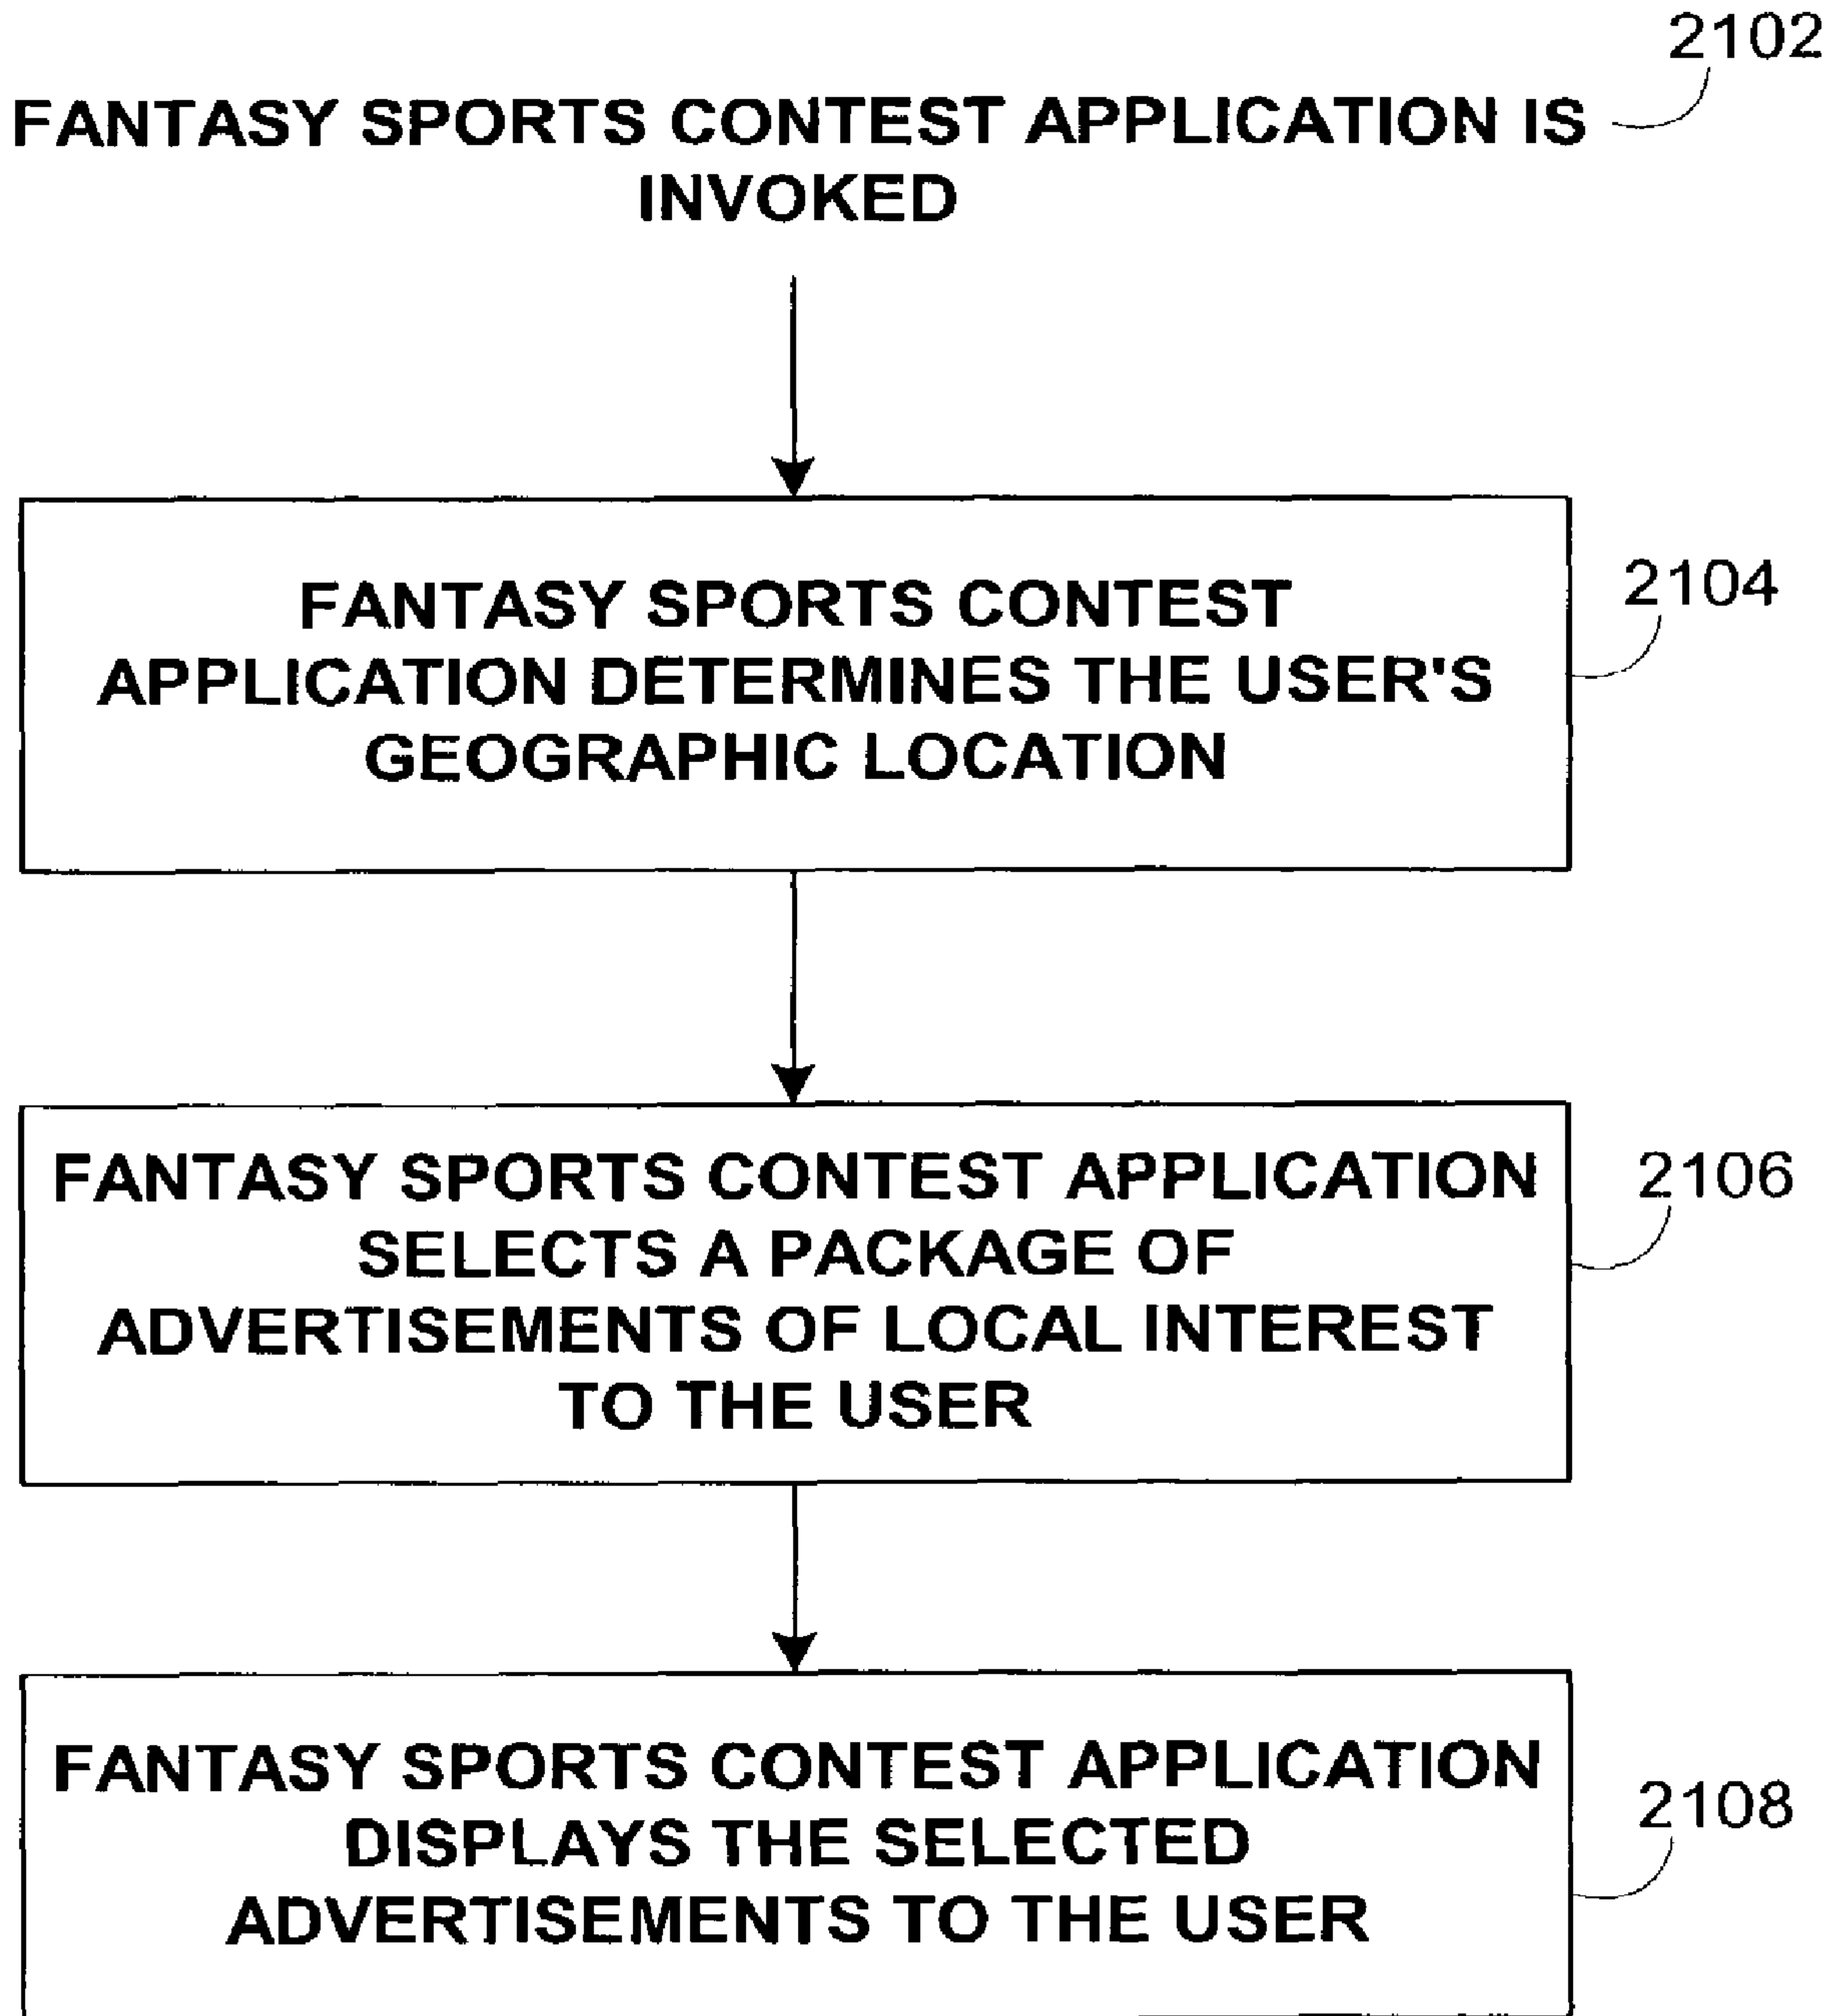 2102
FANTASY SPORTS CONTEST APPLICATION IS
INVOKED
FANTASY SPORTS CONTEST
APPLICATION DETERMINES THE USER'S
GEOGRAPHIC LOCATION
2104
FANTASY SPORTS CONTEST APPLICATION
SELECTS A PACKAGE OF
ADVERTISEMENTS OF LOCAL INTEREST
TO THE USER
2106
FANTASY SPORTS CONTEST APPLICATION
DISPLAYS THE SELECTED
ADVERTISEMENTS TO THE USER
2108